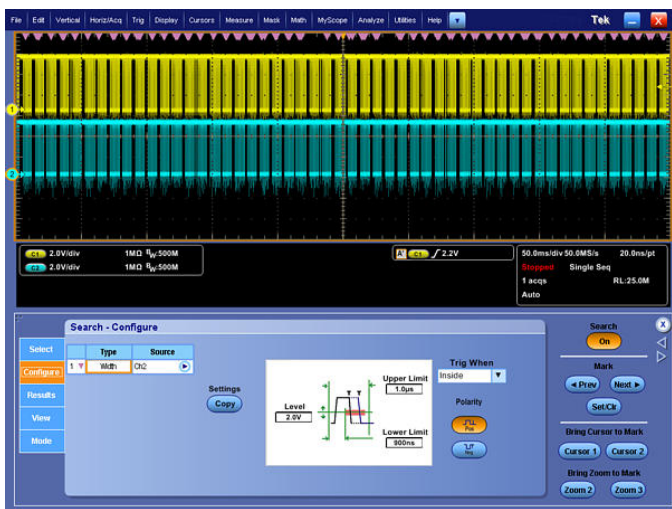 File Edit Vertical Horiz/Acq Trig Display Cursors Measure Mask Math MyScope Analyze Utilities Help Tek X
1
2
C1 2.0V/div 1MΩ BW:500M
C2 2.0V/div 1MΩ BW:500M
A' C1 2.2V
50.0ms/div 50.0MS/s 20.0ns/pt
Stopped Single Seq
1 acqs RL:25.0M
Auto
Search - Configure
Select
Configure
Results
View
Mode
Type Source
1 Width Ch2
Settings
Copy
Level
2.0V
Upper Limit
1.0µs
Lower Limit
900ns
Trig When
Inside
Polarity
Pos
Neg
Search
On
X
Mark
Prev Next
Set/Clr
Bring Cursor to Mark
Cursor 1 Cursor 2
Bring Zoom to Mark
Zoom 2 Zoom 3